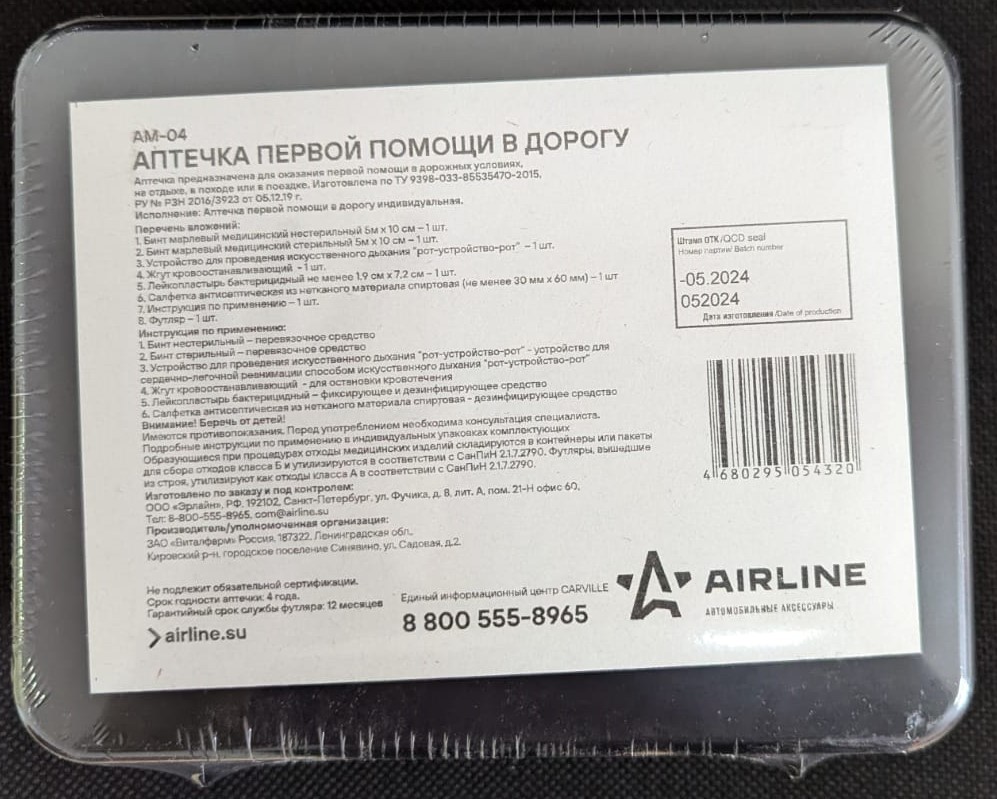 АМ-04
АПТЕЧКА ПЕРВОЙ ПОМОЩИ В ДОРОГУ
Аптечка предназначена для оказания первой помощи в дорожных условиях,
на отдыхе, в походе или в поездке. Изготовлена по ТУ 9398-033-85535470-2015,
РУ № РЗН 2016/3923 от 05.12.19 г.
Исполнение: Аптечка первой помощи в дорогу индивидуальная.
Перечень вложений:
1. Бинт марлевый медицинский нестерильный 5м х 10 см – 1 шт.
2. Бинт марлевый медицинский стерильный 5м х 10 см – 1 шт.
3. Устройство для проведения искусственного дыхания "рот-устройство-рот" – 1 шт.
4. Жгут кровоостанавливающий - 1 шт.
5. Лейкопластырь бактерицидный не менее 1,9 см х 7,2 см – 1 шт.
6. Салфетка антисептическая из нетканого материала спиртовая (не менее 30 мм х 60 мм) – 1 шт
7. Инструкция по применению – 1 шт.
8. Футляр – 1 шт.
Инструкция по применению:
1. Бинт нестерильный – перевязочное средство
2. Бинт стерильный – перевязочное средство
3. Устройство для проведения искусственного дыхания "рот-устройство-рот" - устройство для
сердечно-легочной реанимации способом искусственного дыхания "рот-устройство-рот"
4. Жгут кровоостанавливающий - для остановки кровотечения
5. Лейкопластырь бактерицидный – фиксирующее и дезинфицирующее средство
6. Салфетка антисептическая из нетканого материала спиртовая - дезинфицирующее средство
Внимание! Беречь от детей!
Имеются противопоказания. Перед употреблением необходима консультация специалиста.
Подробные инструкции по применению в индивидуальных упаковках комплектующих
Образующиеся при процедурах отходы медицинских изделий складируются в контейнеры или пакеты
для сбора отходов класса Б и утилизируются в соответствии с СанПиН 2.1.7.2790. Футляры, вышедшие
из строя, утилизируют как отходы класса А в соответствии с СанПиН 2.1.7.2790.
Изготовлено по заказу и под контролем:
ООО «Эрлайн», РФ, 192102, Санкт-Петербург, ул. Фучика, д. 8, лит. А, пом. 21-Н офис 60,
Тел: 8-800-555-8965, com@airline.su
Производитель/уполномоченная организация:
ЗАО «Виталфарм» Россия, 187322, Ленинградская обл.,
Кировский р-н, городское поселение Синявино, ул. Садовая, д.2.
Не подлежит обязательной сертификации.
Срок годности аптечки: 4 года.
Гарантийный срок службы футляра: 12 месяцев
airline.su
Единый информационный центр CARVILLE
8 800 555-8965
Штамп ОТК/QCD seal
Номер партии/ Batch number
-05.2024
052024
Дата изготовления /Date of production
4 680295 054320
AIRLINE
АВТОМОБИЛЬНЫЕ АКСЕССУАРЫ